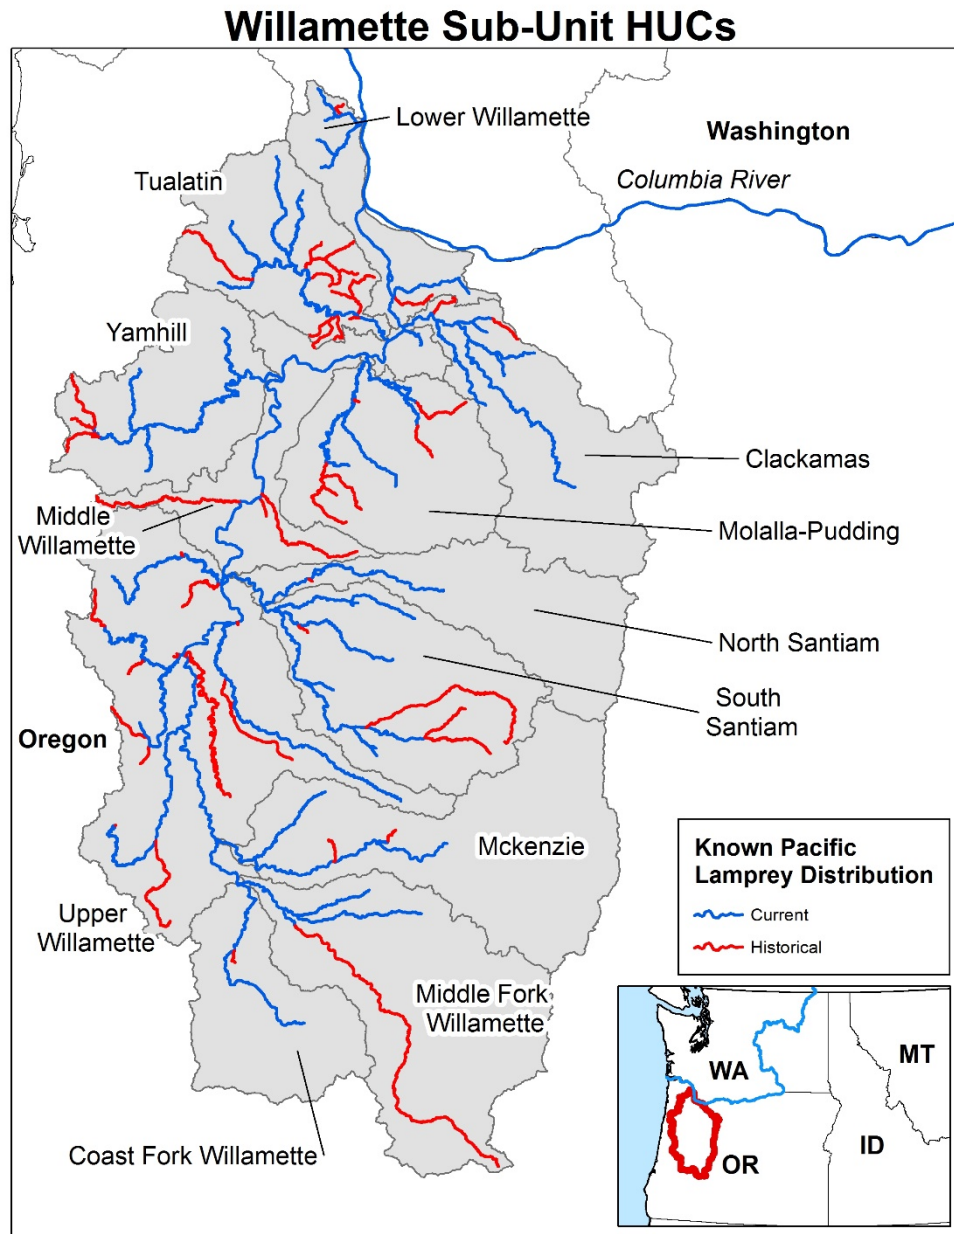 Willamette Sub-Unit HUCs
Lower Willamette
Washington
Columbia River
Tualatin
Yamhill
Clackamas
Middle
Willamette
Molalla-Pudding
North Santiam
South
Santiam
Oregon
Mckenzie
Upper
Willamette
Middle Fork
Willamette
Coast Fork Willamette
Known Pacific
Lamprey Distribution
Current
Historical
WA
MT
ID
OR